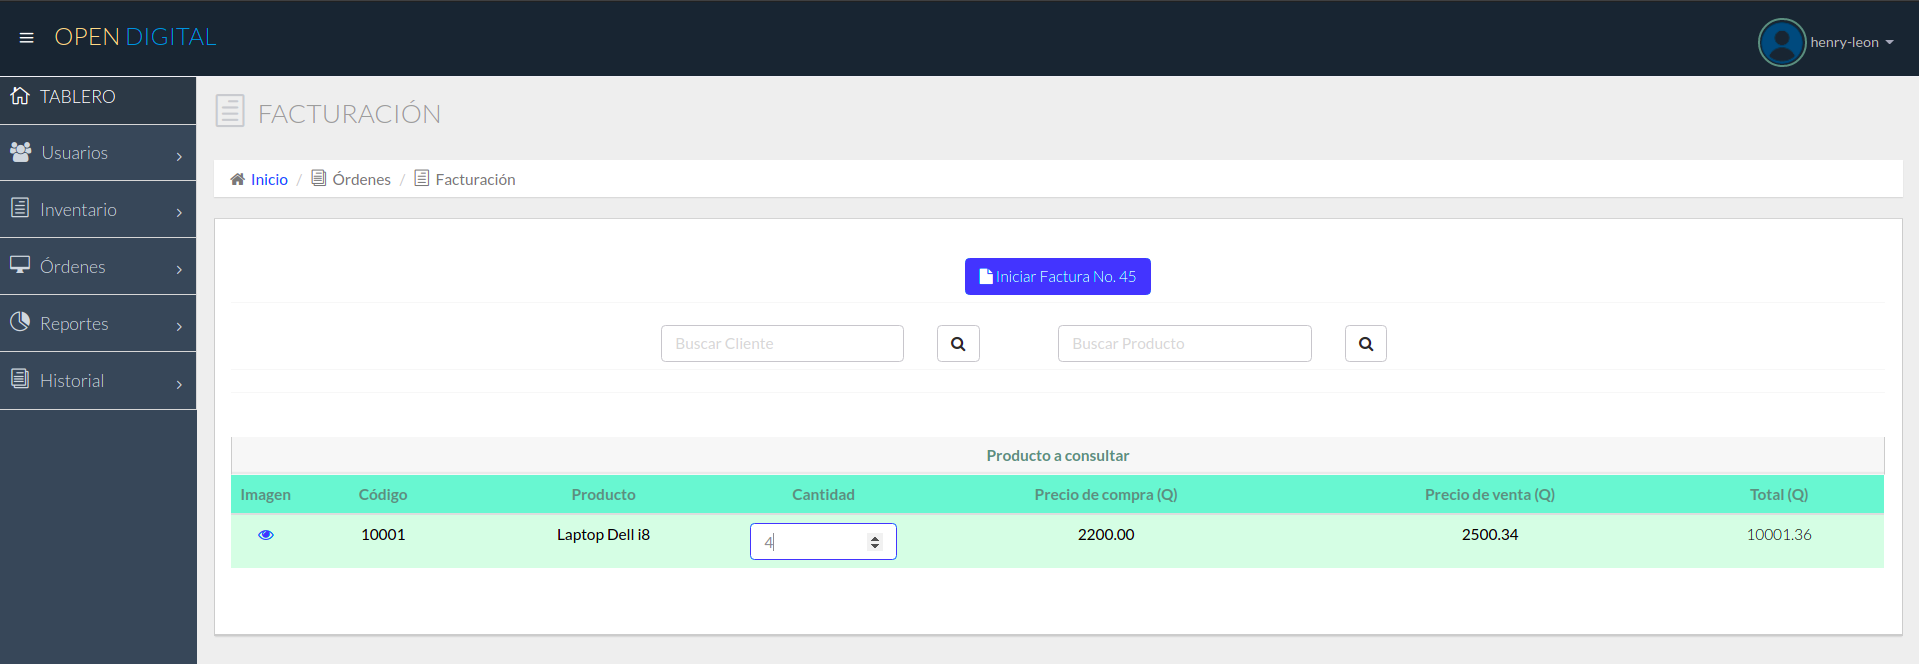 OPEN DIGITAL
henry-leon
TABLERO
Usuarios
Inventario
Órdenes
Reportes
Historial
FACTURACIÓN
Inicio / Órdenes / Facturación
Iniciar Factura No. 45
Buscar Cliente
Buscar Producto
Producto a consultar
Imagen Código Producto Cantidad Precio de compra (Q) Precio de venta (Q) Total (Q)
10001 Laptop Dell i8 4 2200.00 2500.34 10001.36